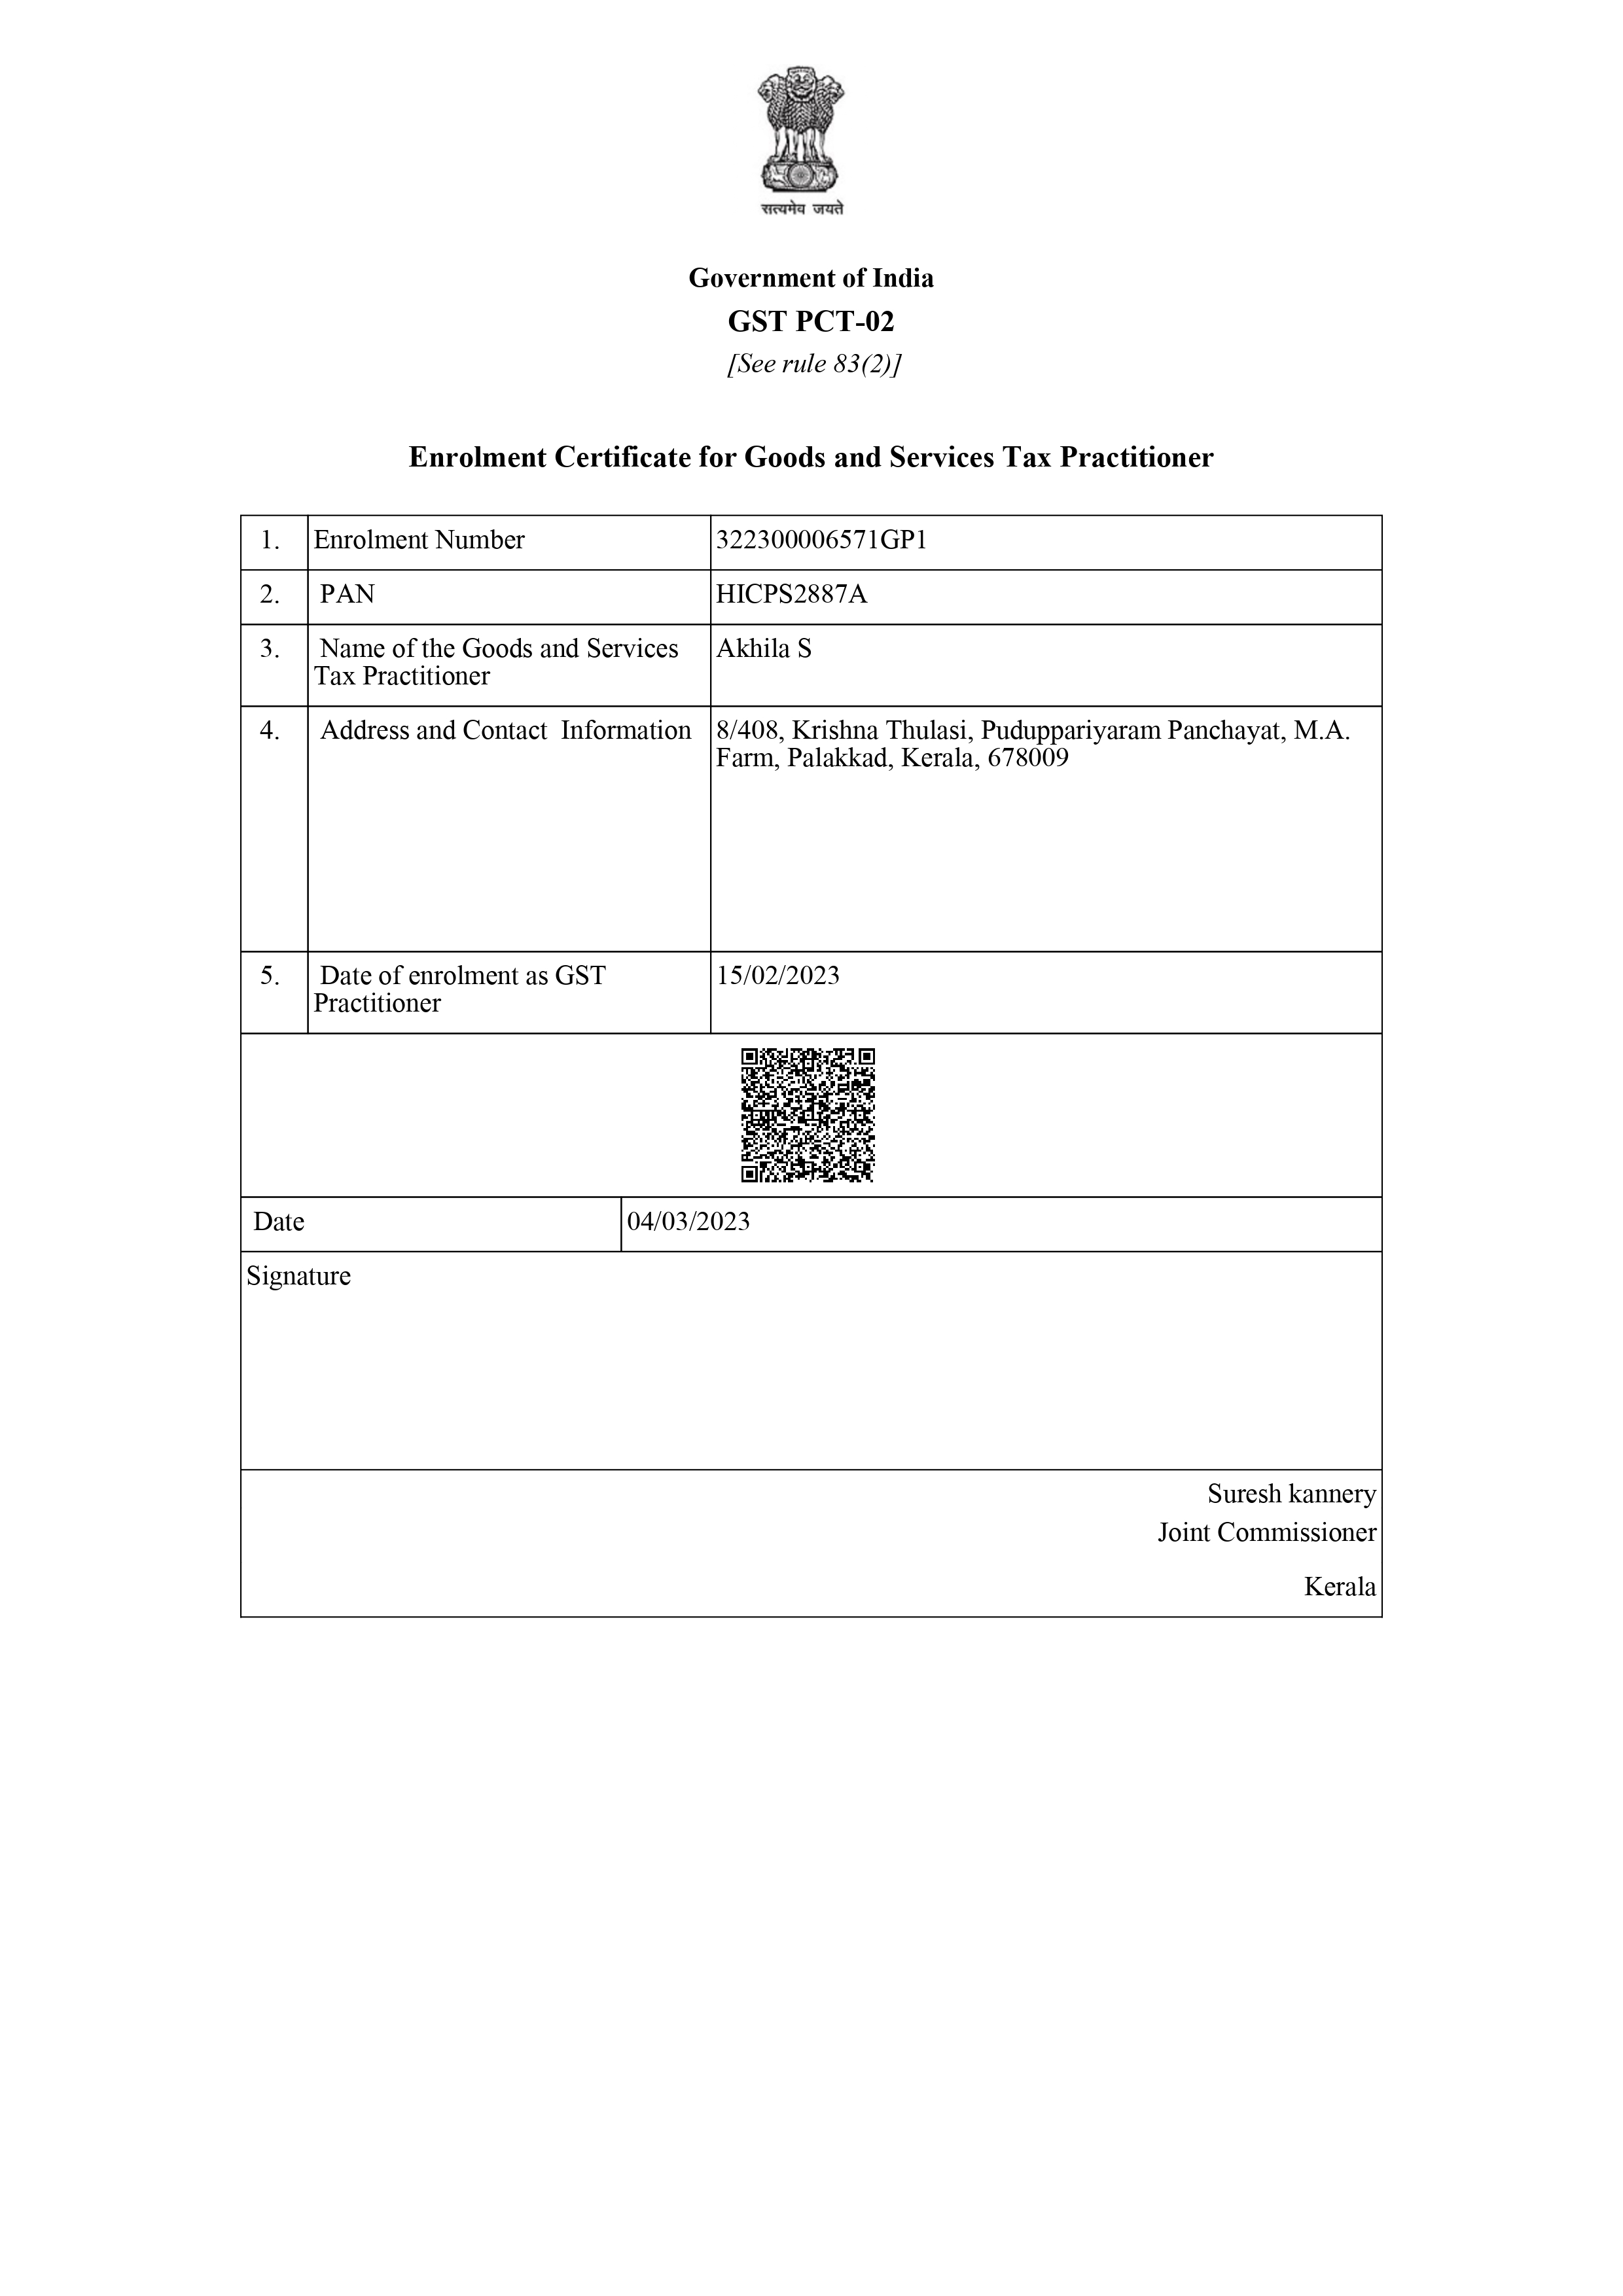 सत्यमेव जयते
Government of India
GST PCT-02
[See rule 83(2)]
Enrolment Certificate for Goods and Services Tax Practitioner
1. Enrolment Number 322300006571GP1
2. PAN HICPS2887A
3. Name of the Goods and Services Akhila S
Tax Practitioner
4. Address and Contact Information 8/408, Krishna Thulasi, Puduppariyaram Panchayat, M.A.
Farm, Palakkad, Kerala, 678009
5. Date of enrolment as GST 15/02/2023
Practitioner
Date 04/03/2023
Signature
Suresh kannery
Joint Commissioner
Kerala